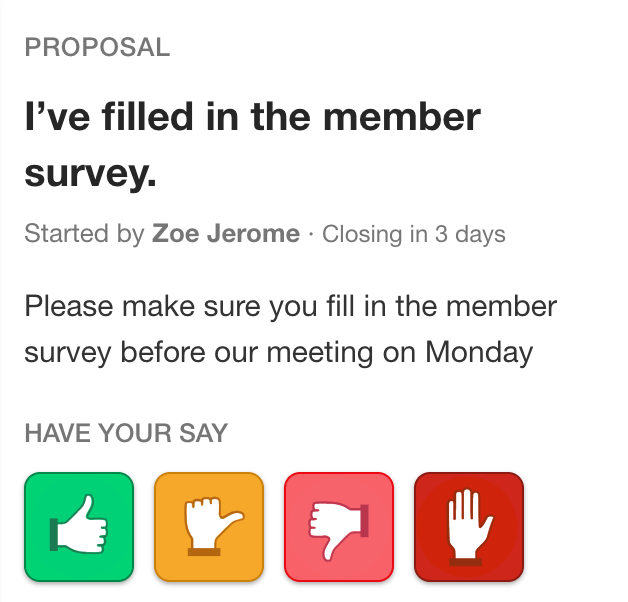 PROPOSAL
I’ve filled in the member
survey.
Started by Zoe Jerome · Closing in 3 days
Please make sure you fill in the member
survey before our meeting on Monday
HAVE YOUR SAY